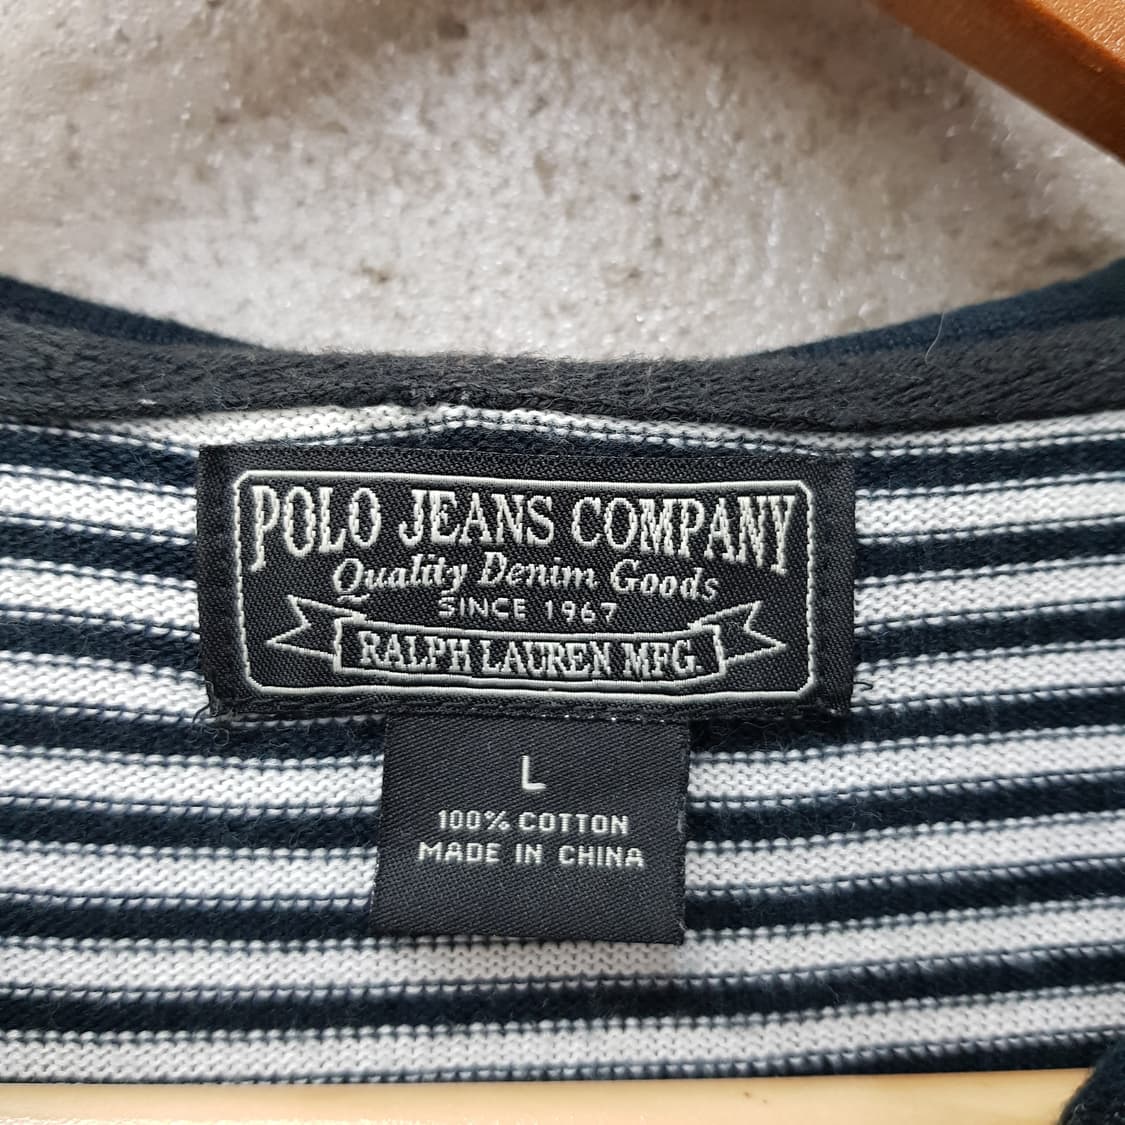 POLO JEANS COMPANY
Quality Denim Goods
SINCE 1967
RALPH LAUREN MFG.
L
100% COTTON
MADE IN CHINA